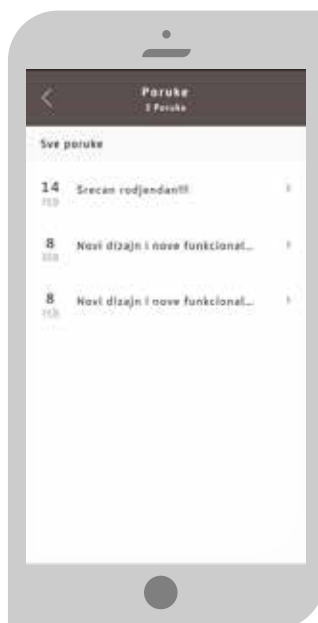 Poruke
3 Poruke
Sve poruke
14
FEB
Srecan rodjendan!!!
8
FEB
Novi dizajn i nove funkcional...
8
FEB
Novi dizajn i nove funkcional...